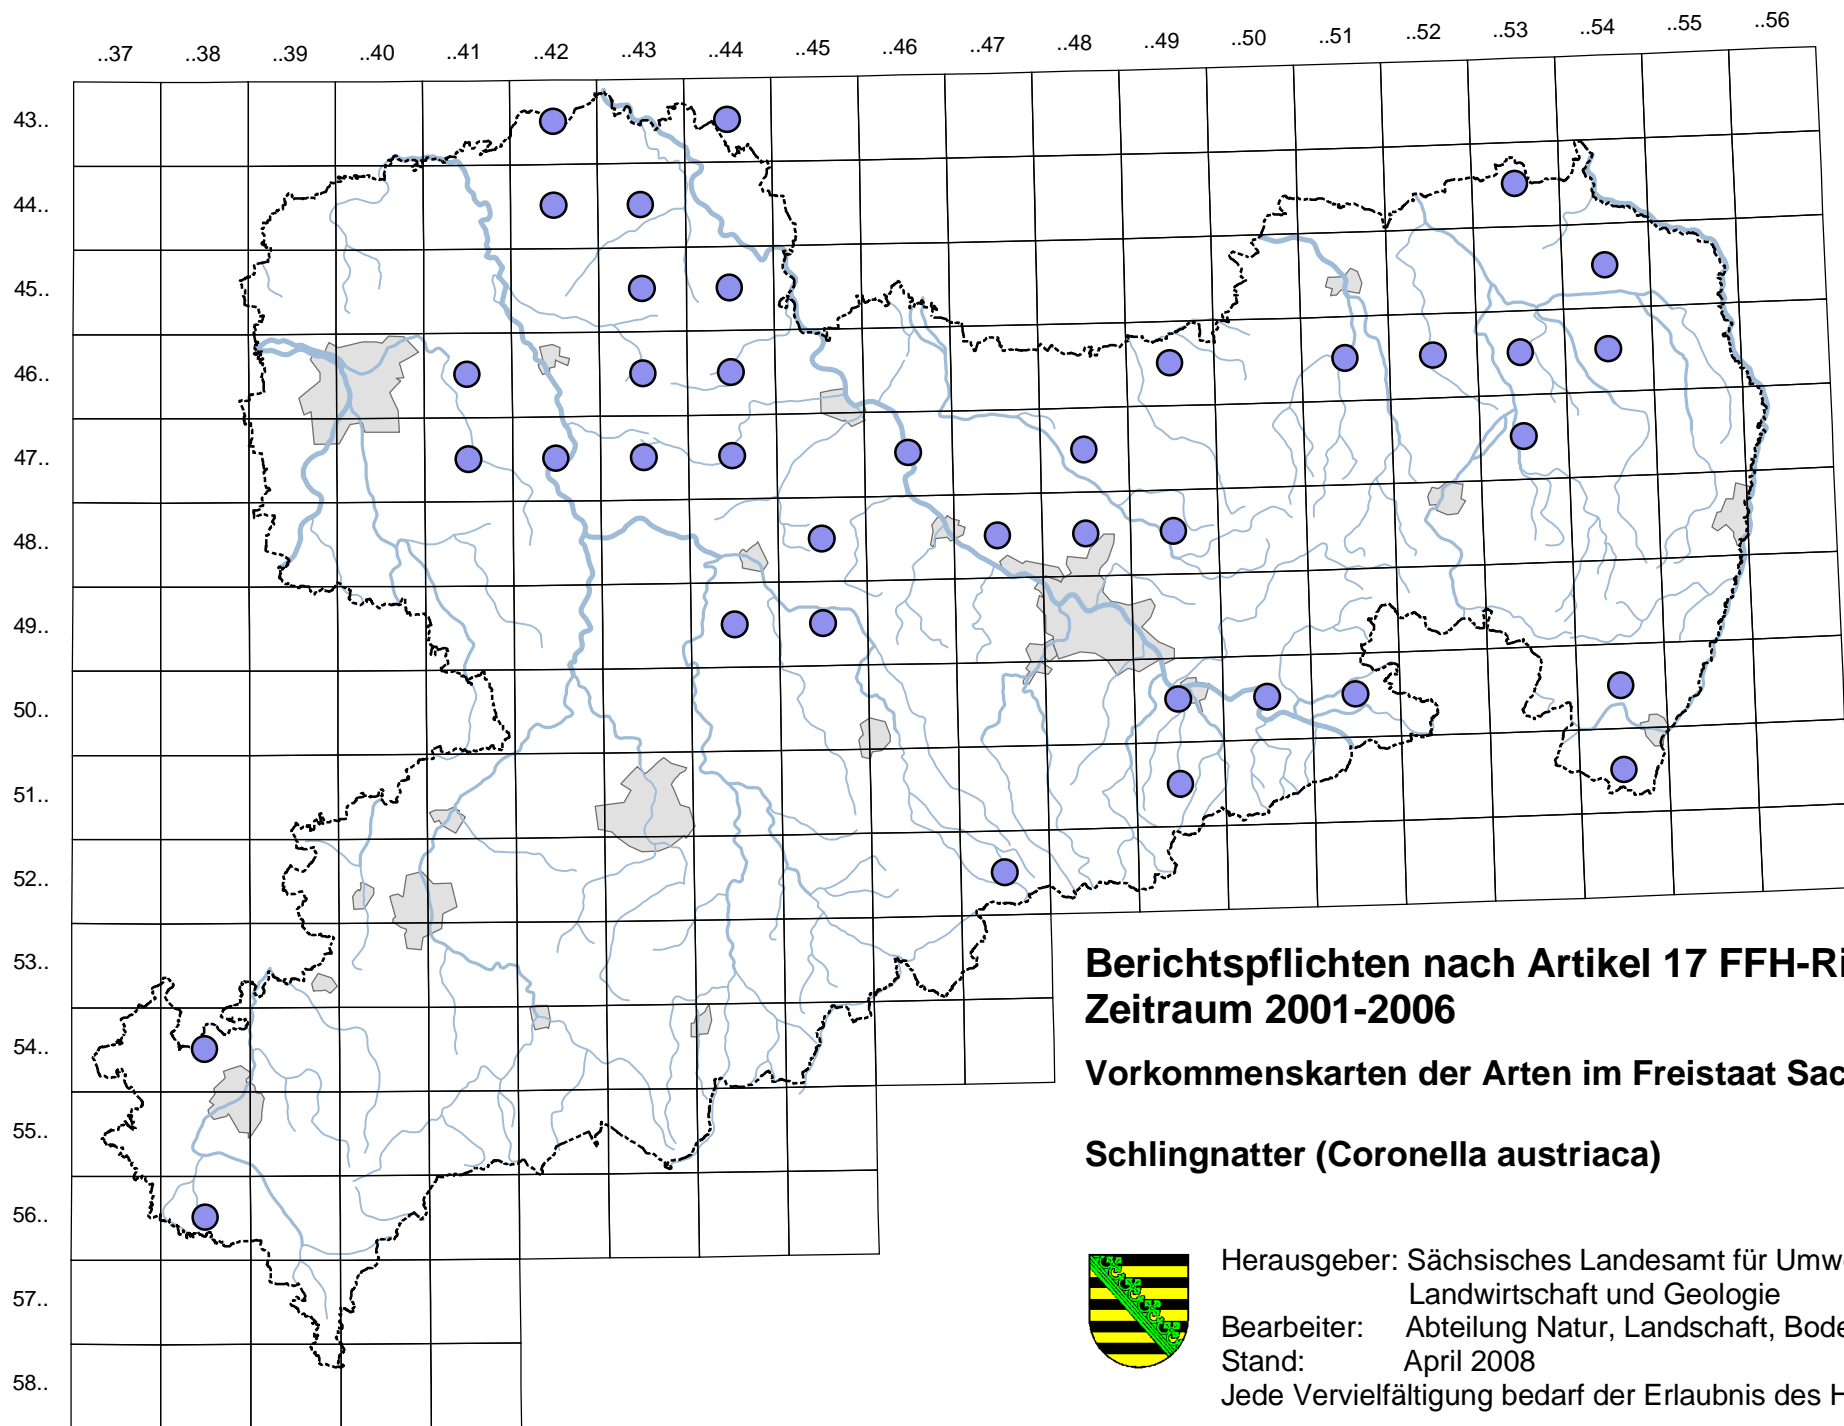 ..37 ..38 ..39 ..40 ..41 ..42 ..43 ..44 ..45 ..46 ..47 ..48 ..49 ..50 ..51 ..52 ..53 ..54 ..55 ..56
43..
44..
45..
46..
47..
48..
49..
50..
51..
52..
53..
54..
55..
56..
57..
58..
Berichtspflichten nach Artikel 17 FFH-Ri
Zeitraum 2001-2006
Vorkommenskarten der Arten im Freistaat Sac
Schlingnatter (Coronella austriaca)
Herausgeber: Sächsisches Landesamt für Umwe
Landwirtschaft und Geologie
Bearbeiter: Abteilung Natur, Landschaft, Bode
Stand: April 2008
Jede Vervielfältigung bedarf der Erlaubnis des H